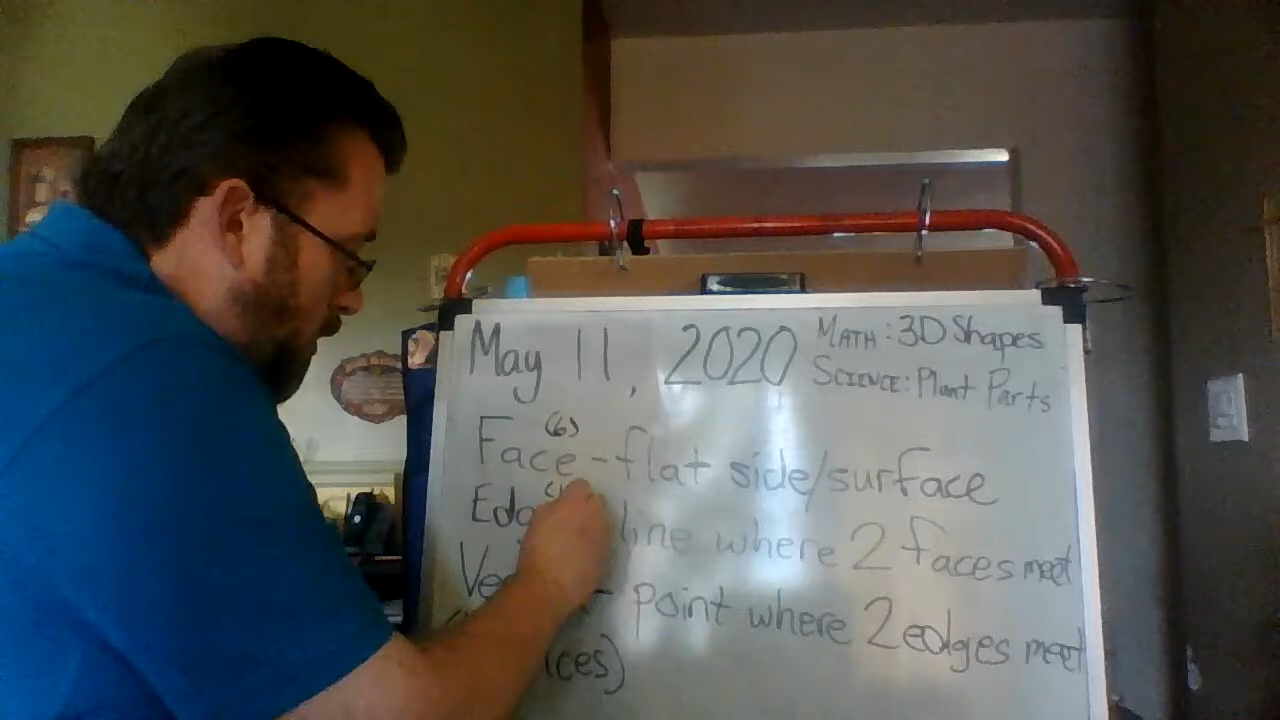 May 11, 2020
MATH: 3D Shapes
SCIENCE: Plant Parts
Face (6) - flat side/surface
line where 2 faces meet
- point where 2 edges meet